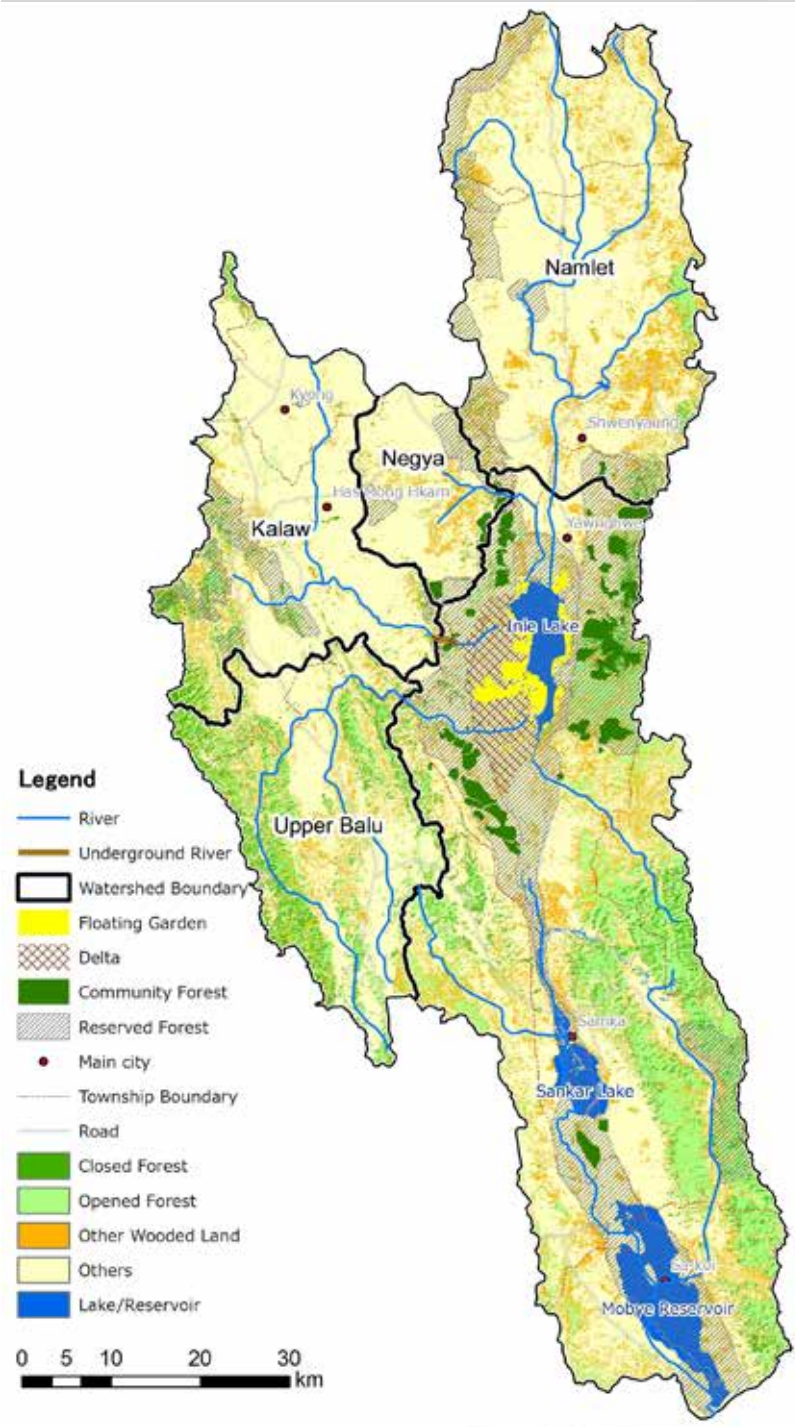 Namlet
Kyong
Shwenyaung
Negya
Kalaw
Yawnghwe
Inle Lake
Legend
River
Underground River
Watershed Boundary
Floating Garden
Delta
Community Forest
Reserved Forest
Main city
Township Boundary
Road
Closed Forest
Opened Forest
Other Wooded Land
Others
Lake/Reservoir
Upper Balu
Samka
Sankar Lake
Mobye Reservoir
0 5 10 20 30
km